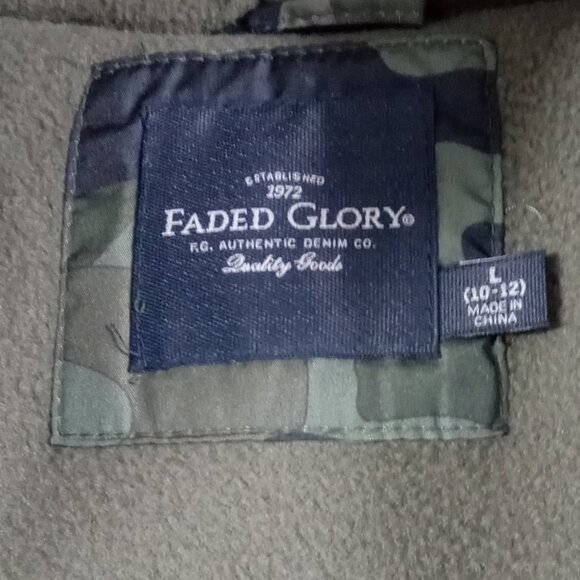 ESTABLISHED
1972
FADED GLORY®
F.G. AUTHENTIC DENIM CO.
Quality Goods
L
(10-12)
MADE IN
CHINA